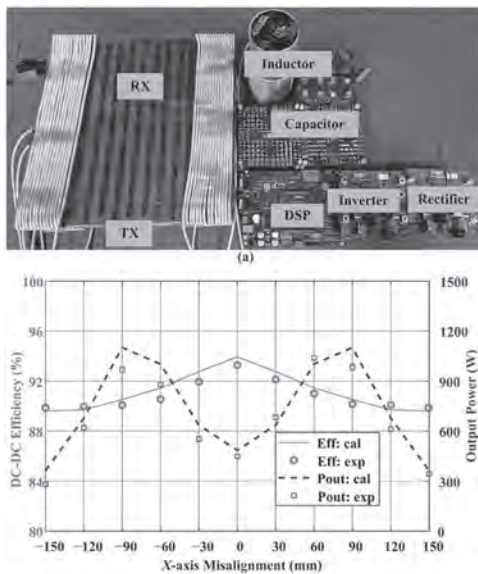 Inductor
RX
Capacitor
DSP
Inverter
Rectifier
TX
(a)
100
96
92
88
84
80
DC-DC Efficiency (%)
1500
1200
900
600
300
0
Output Power (W)
Eff: cal
Eff: exp
Pout: cal
Pout: exp
−150 −120 −90 −60 −30 0 30 60 90 120 150
X-axis Misalignment (mm)